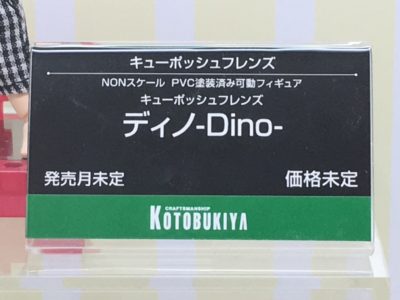 キューポッシュフレンズ
NONスケール PVC塗装済み可動フィギュア
キューポッシュフレンズ
ディノ-Dino-
発売月未定 価格未定
CRAFTSMANSHIP
KOTOBUKIYA